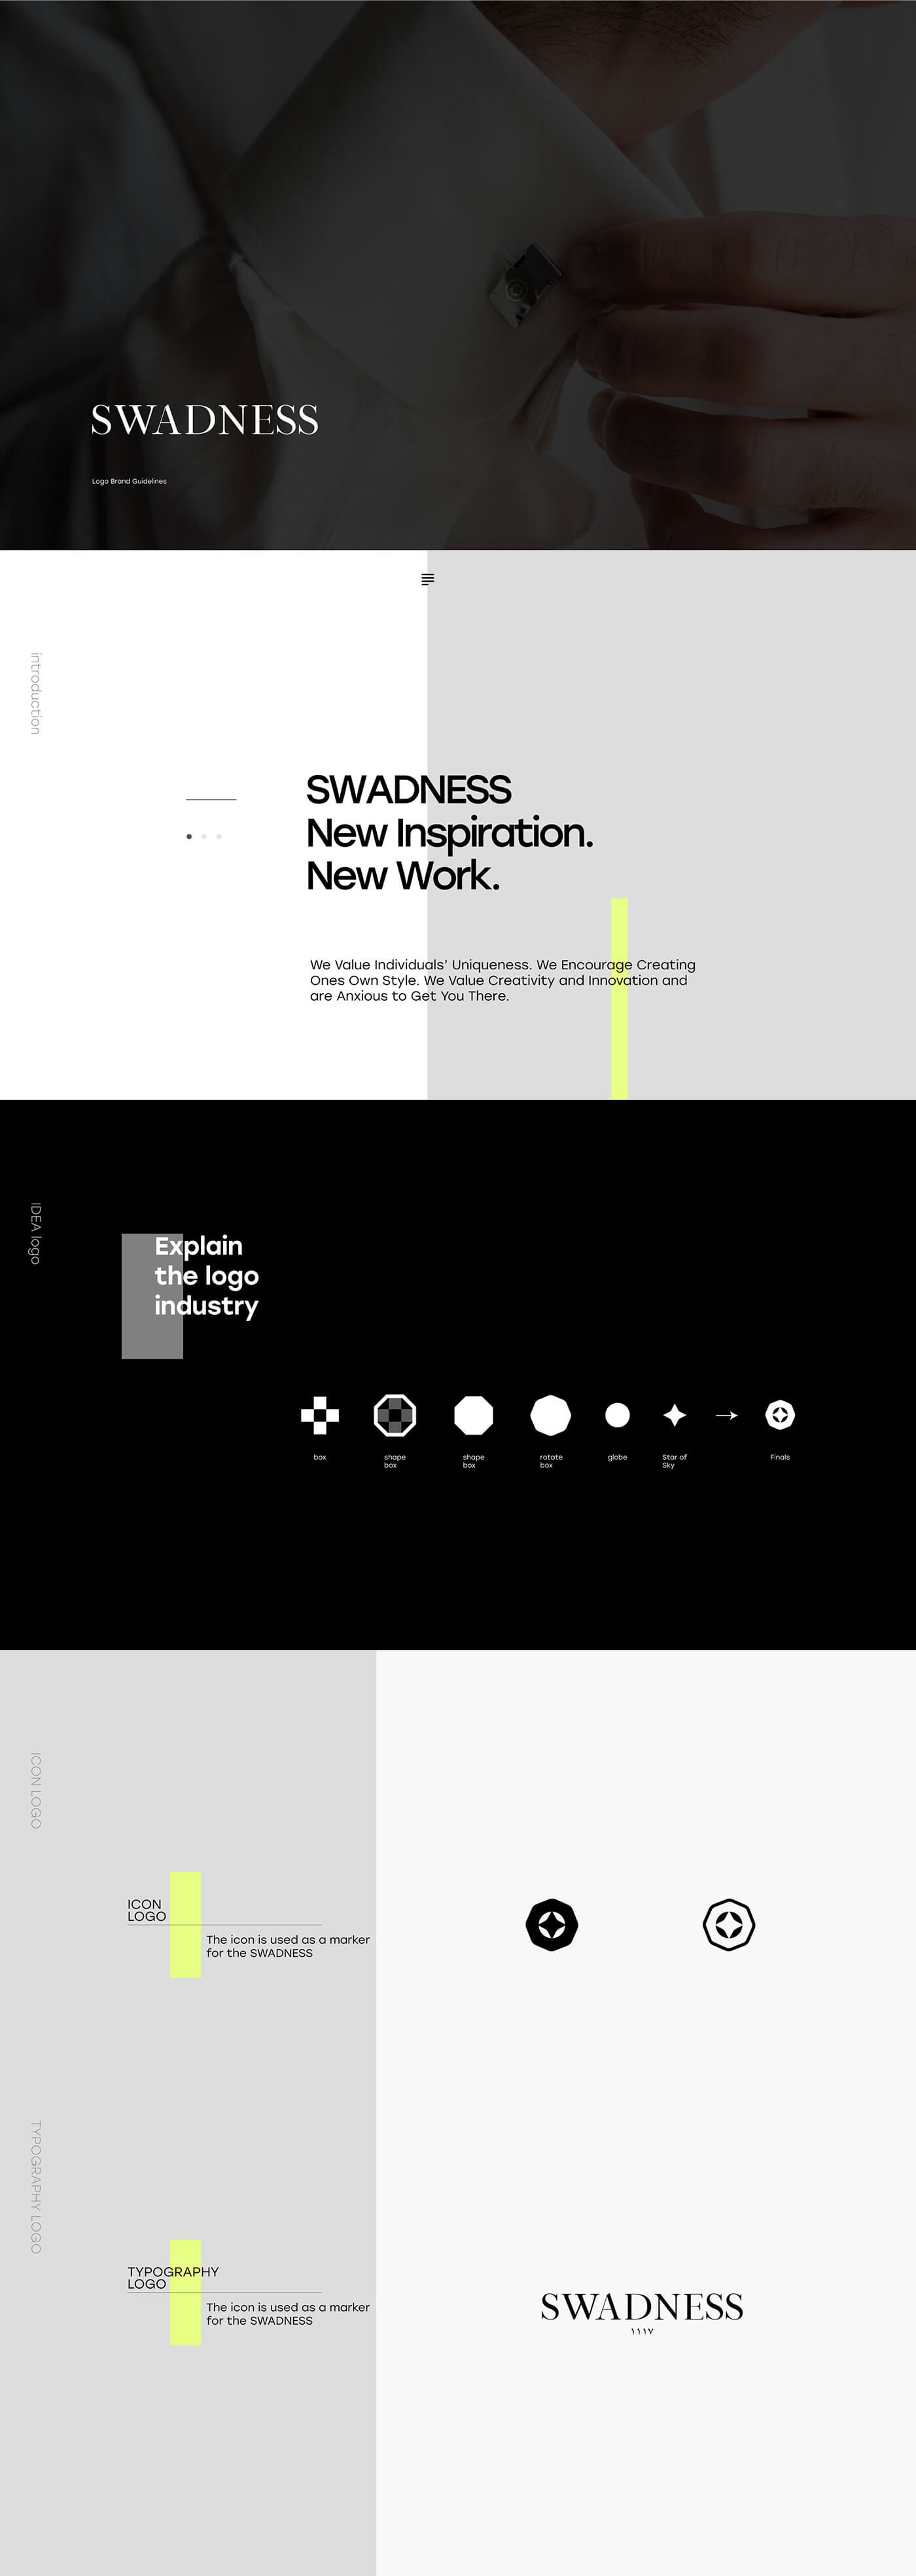 SWADNESS
Logo Brand Guidelines
introduction
SWADNESS
New Inspiration.
New Work.
We Value Individuals’ Uniqueness. We Encourage Creating
Ones Own Style. We Value Creativity and Innovation and
are Anxious to Get You There.
IDEA logo
Explain
the logo
industry
box
shape
box
shape
box
rotate
box
globe
Star of
Sky
Finals
ICON LOGO
ICON
LOGO
The icon is used as a marker
for the SWADNESS
TYPOGRAPHY LOGO
TYPOGRAPHY
LOGO
The icon is used as a marker
for the SWADNESS
SWADNESS
١١١٧